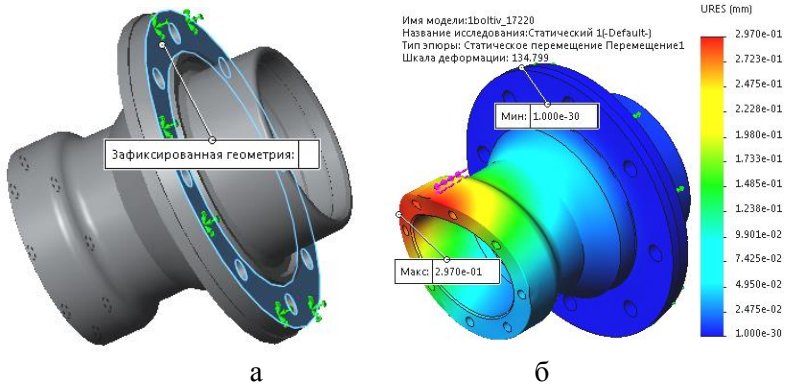 Зафиксированная геометрия:
а
Имя модели:1boltiv_17220
Название исследования:Статический 1(-Default-)
Тип эпюры: Статическое перемещение Перемещение1
Шкала деформации: 134.799
Мин: 1.000e-30
Макс: 2.970e-01
URES (mm)
2.970e-01
2.723e-01
2.475e-01
2.228e-01
1.980e-01
1.733e-01
1.485e-01
1.238e-01
9.901e-02
7.426e-02
4.950e-02
2.475e-02
1.000e-30
б